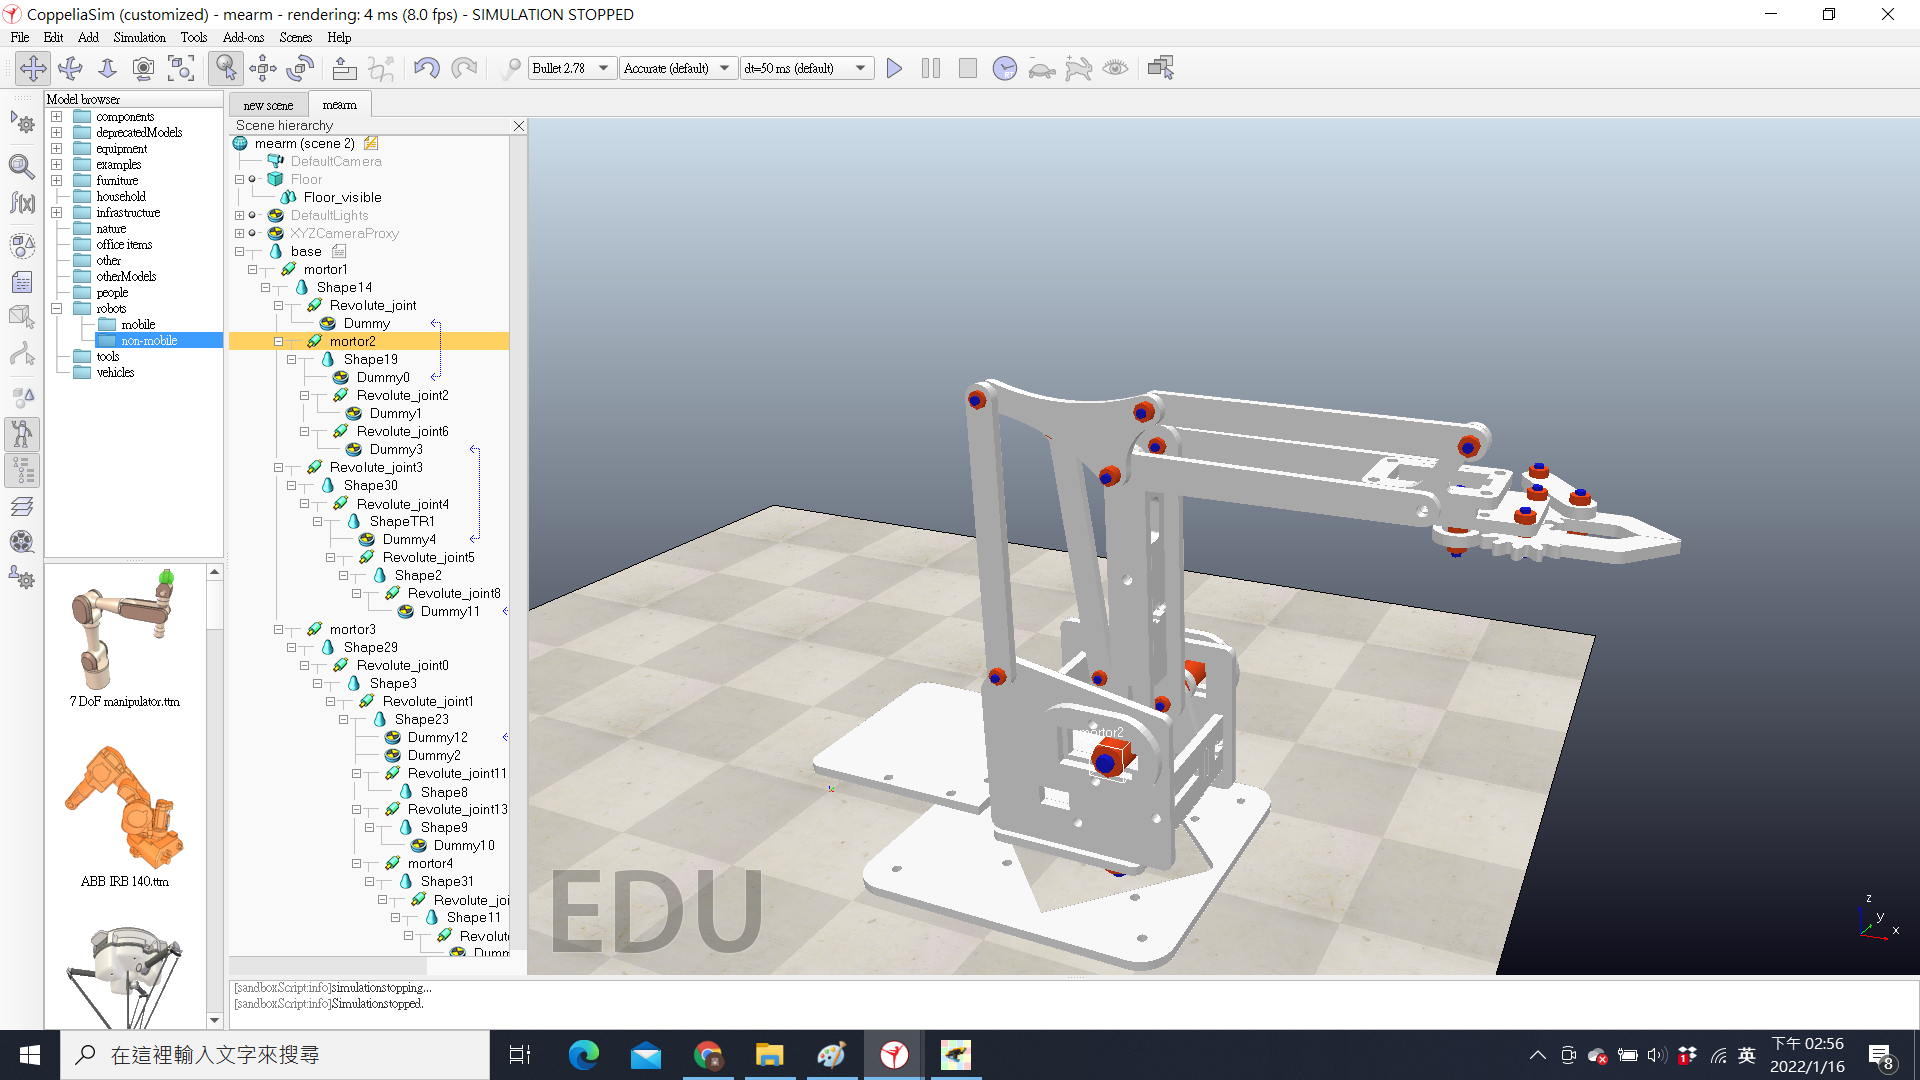 CoppeliaSim (customized) - mearm - rendering: 4 ms (8.0 fps) - SIMULATION STOPPED
File Edit Add Simulation Tools Add-ons Scenes Help
Bullet 2.78 Accurate (default) dt=50 ms (default)
Model browser
components
deprecatedModels
equipment
examples
furniture
household
infrastructure
nature
office items
other
otherModels
people
robots
mobile
non-mobile
tools
vehicles
7 DoF manipulator.ttm
ABB IRB 140.ttm
new scene mearm
Scene hierarchy
mearm (scene 2)
DefaultCamera
Floor
Floor_visible
DefaultLights
XYZCameraProxy
base
mortor1
Shape14
Revolute_joint
Dummy
mortor2
Shape19
Dummy0
Revolute_joint2
Dummy1
Revolute_joint6
Dummy3
Revolute_joint3
Shape30
Revolute_joint4
ShapeTR1
Dummy4
Revolute_joint5
Shape2
Revolute_joint8
Dummy11
mortor3
Shape29
Revolute_joint0
Shape3
Revolute_joint1
Shape23
Dummy12
Dummy2
Revolute_joint11
Shape8
Revolute_joint13
Shape9
Dummy10
mortor4
Shape31
Revolute_joi
Shape11
Revolut
Dumm
mortor2
EDU
z
y
x
[sandboxScript:info]simulationstopping...
[sandboxScript:info]Simulationstopped.
在這裡輸入文字來搜尋
1
英
下午 02:56
2022/1/16
8